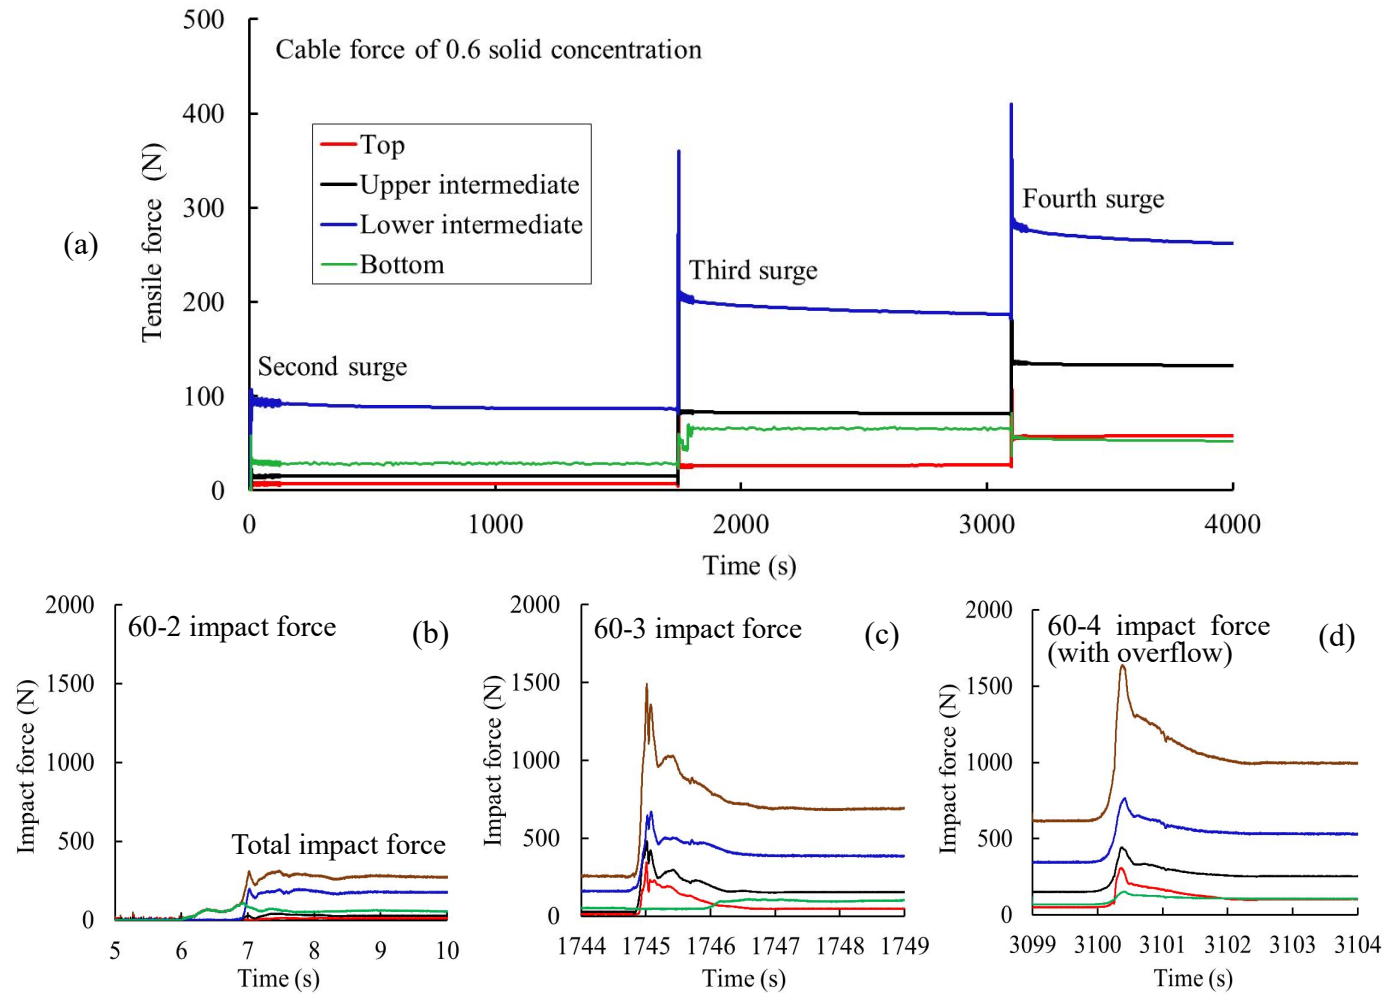 500
Cable force of 0.6 solid concentration
400
Top
Upper intermediate
Lower intermediate
Bottom
300
Fourth surge
(a)
Tensile force (N)
Third surge
200
Second surge
100
0
0 1000 2000 3000 4000
Time (s)
2000
60-2 impact force
(b)
1500
Impact force (N)
1000
Total impact force
500
0
5 6 7 8 9 10
Time (s)
2000
60-3 impact force
(c)
1500
Impact force (N)
1000
500
0
1744 1745 1746 1747 1748 1749
Time (s)
2000
60-4 impact force
(with overflow)
(d)
1500
Impact force (N)
1000
500
0
3099 3100 3101 3102 3103 3104
Time (s)